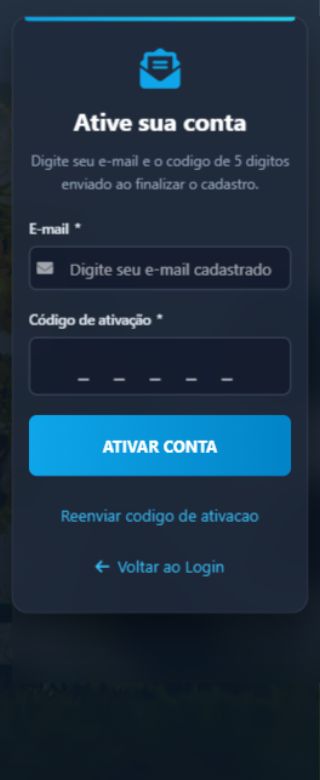 Ative sua conta
Digite seu e-mail e o codigo de 5 digitos
enviado ao finalizar o cadastro.
E-mail *
Digite seu e-mail cadastrado
Código de ativação *
_ _ _ _ _
ATIVAR CONTA
Reenviar codigo de ativacao
← Voltar ao Login